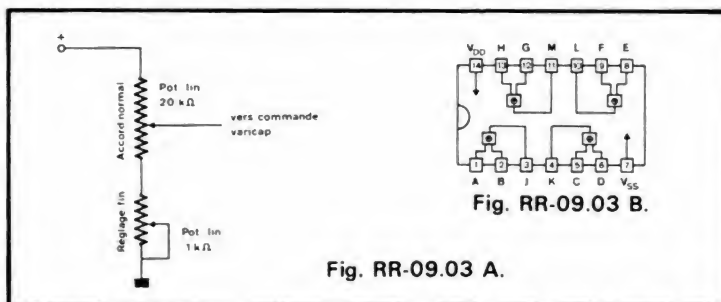 +
Accord normal
Pot lin
20 kΩ
vers commande
varicap
Réglage fin
Pot lin
1 kΩ
Fig. RR-09.03 A.
VDD H G M L F E
14 13 12 11 10 9 8
1 2 3 4 5 6 7
A B J K C D VSS
Fig. RR-09.03 B.